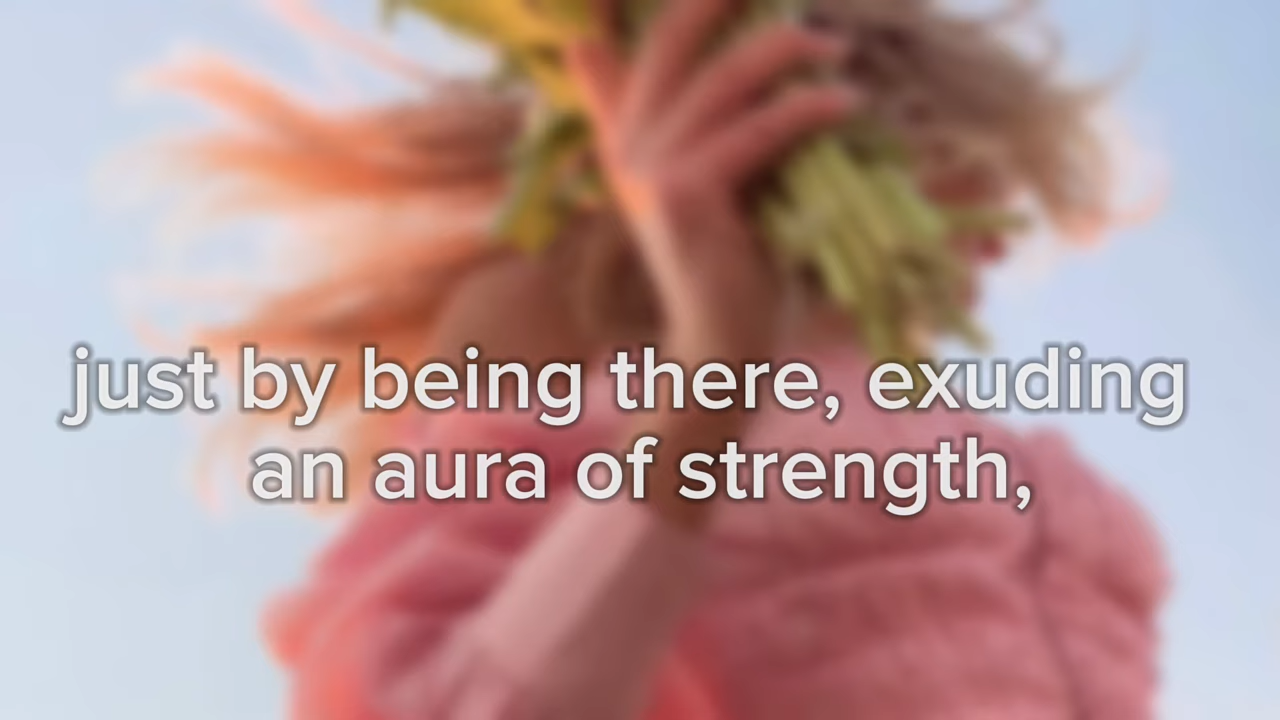 just by being there, exuding
an aura of strength,